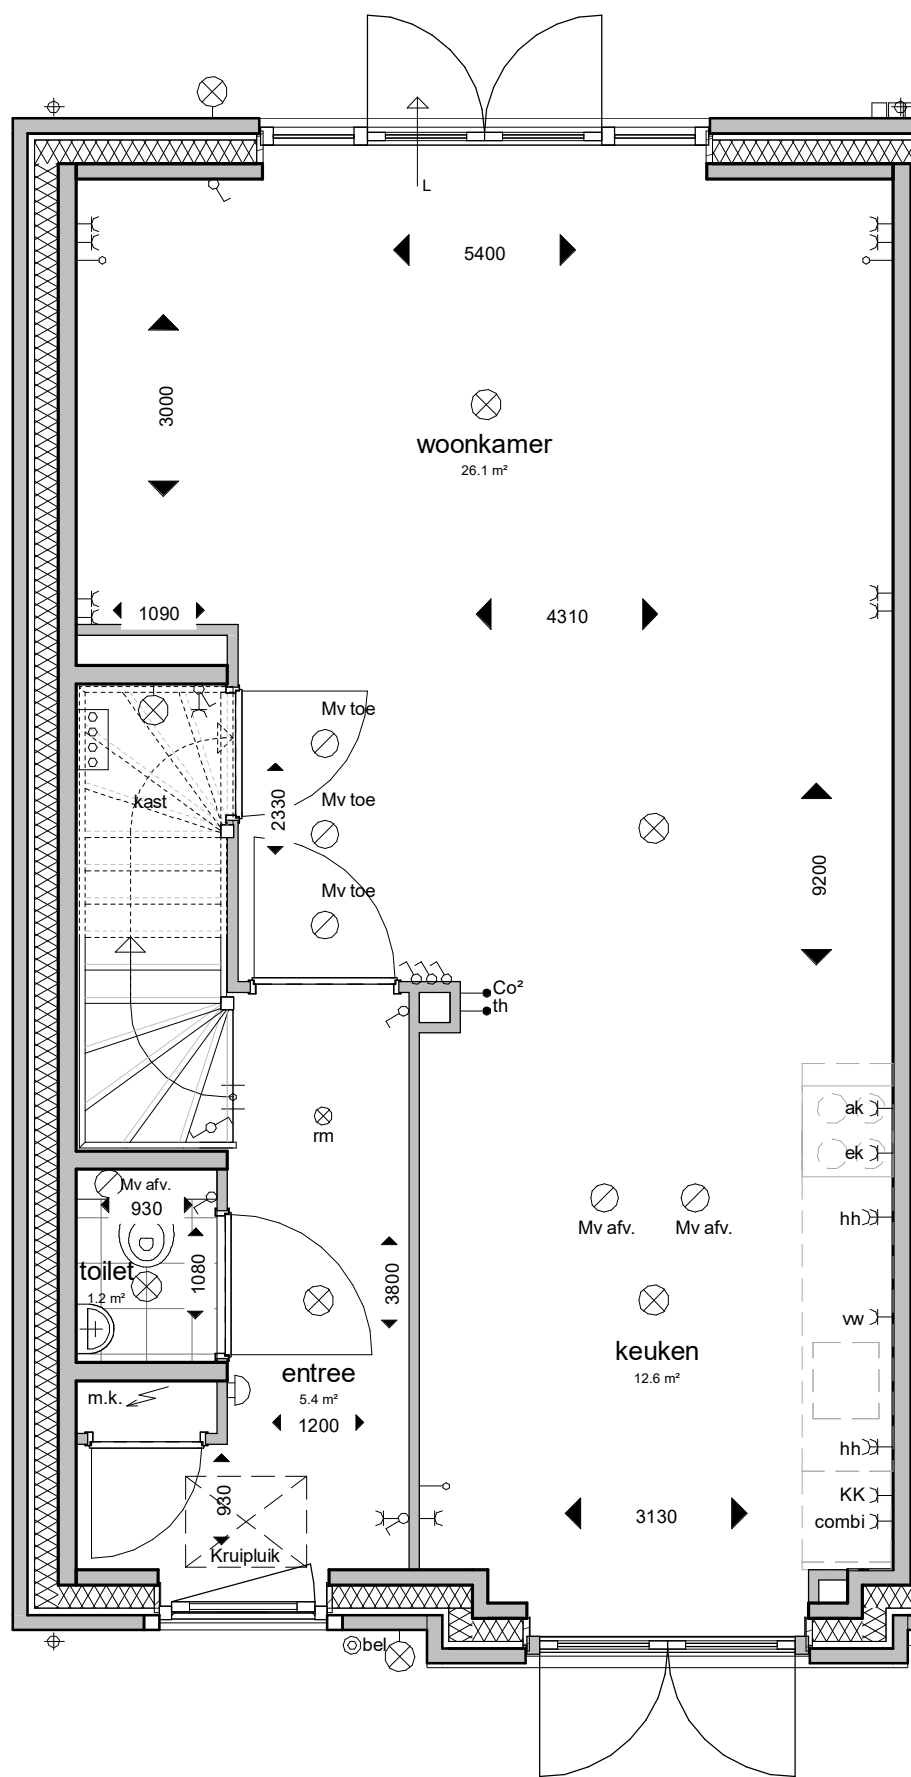 L
5400
3000
woonkamer
26.1 m²
1090
4310
Mv toe
kast
2330
Mv toe
9200
Mv toe
Co²
th
ak
rm
ek
Mv afv.
930
hh
Mv afv.
Mv afv.
toilet
1.2 m²
1080
3800
vw
keuken
12.6 m²
entree
5.4 m²
m.k.
1200
hh
930
KK
3130
combi
Kruipluik
bel